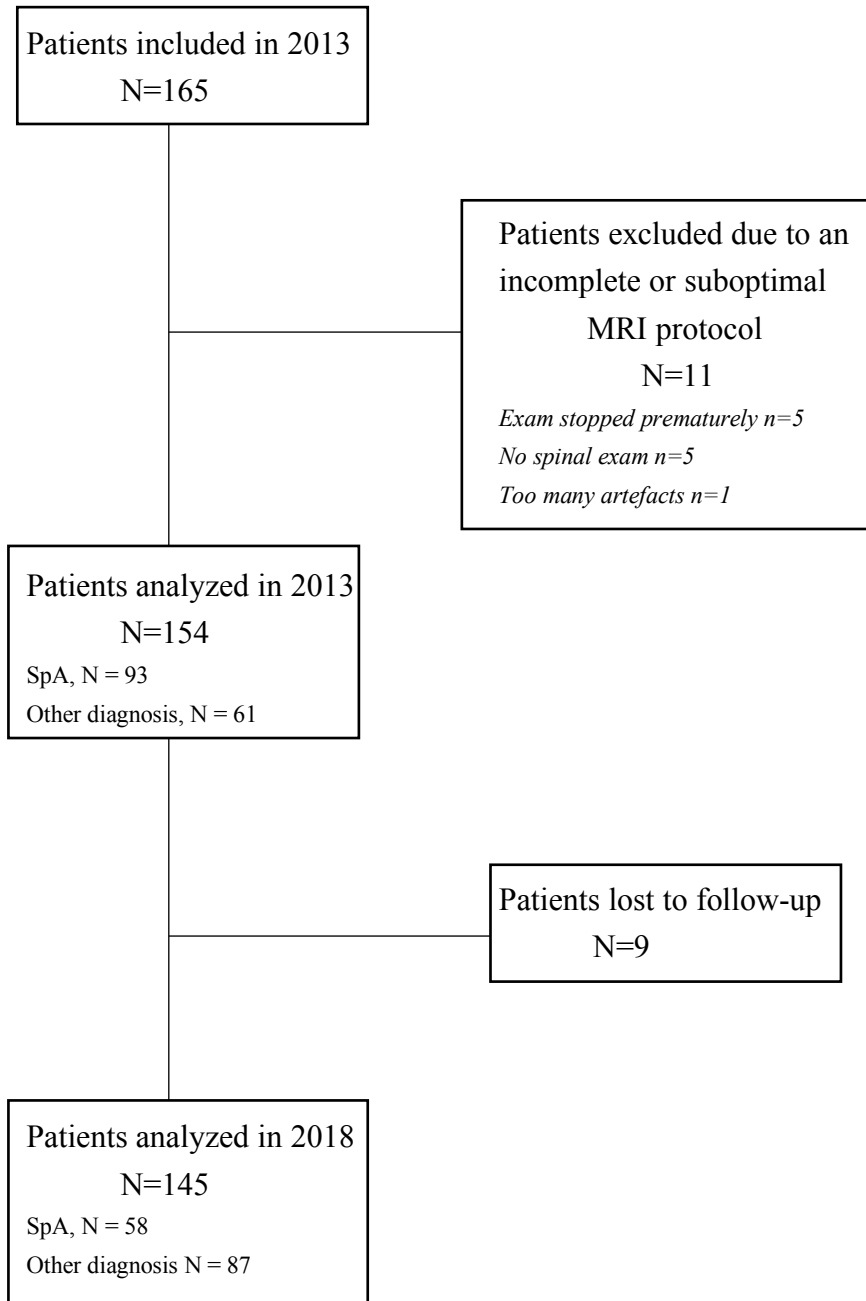 Patients included in 2013
N=165
Patients excluded due to an
incomplete or suboptimal
MRI protocol
N=11
Exam stopped prematurely n=5
No spinal exam n=5
Too many artefacts n=1
Patients analyzed in 2013
N=154
SpA, N = 93
Other diagnosis, N = 61
Patients lost to follow-up
N=9
Patients analyzed in 2018
N=145
SpA, N = 58
Other diagnosis N = 87